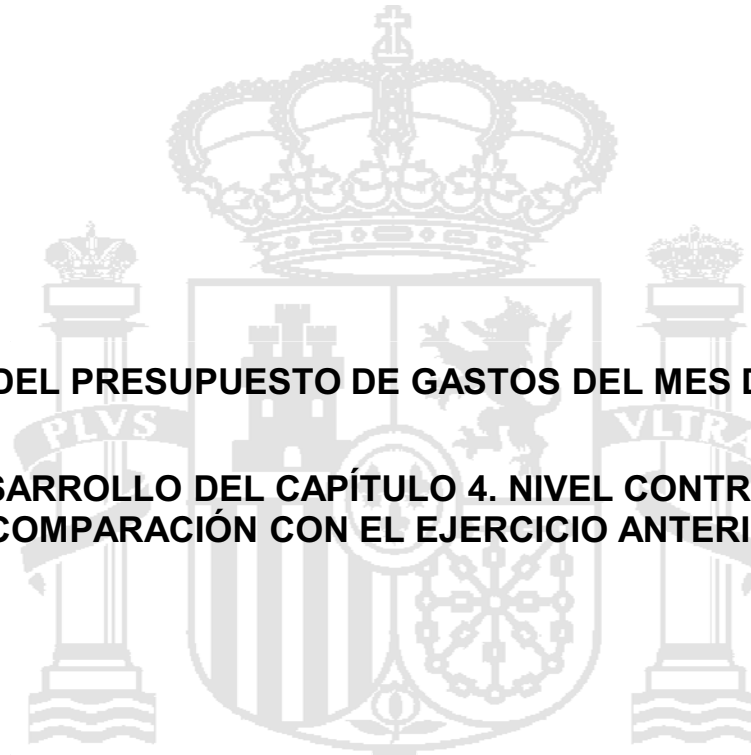 DEL PRESUPUESTO DE GASTOS DEL MES D
PLVS
VLTRA
SARROLLO DEL CAPÍTULO 4. NIVEL CONTR
COMPARACIÓN CON EL EJERCICIO ANTERI